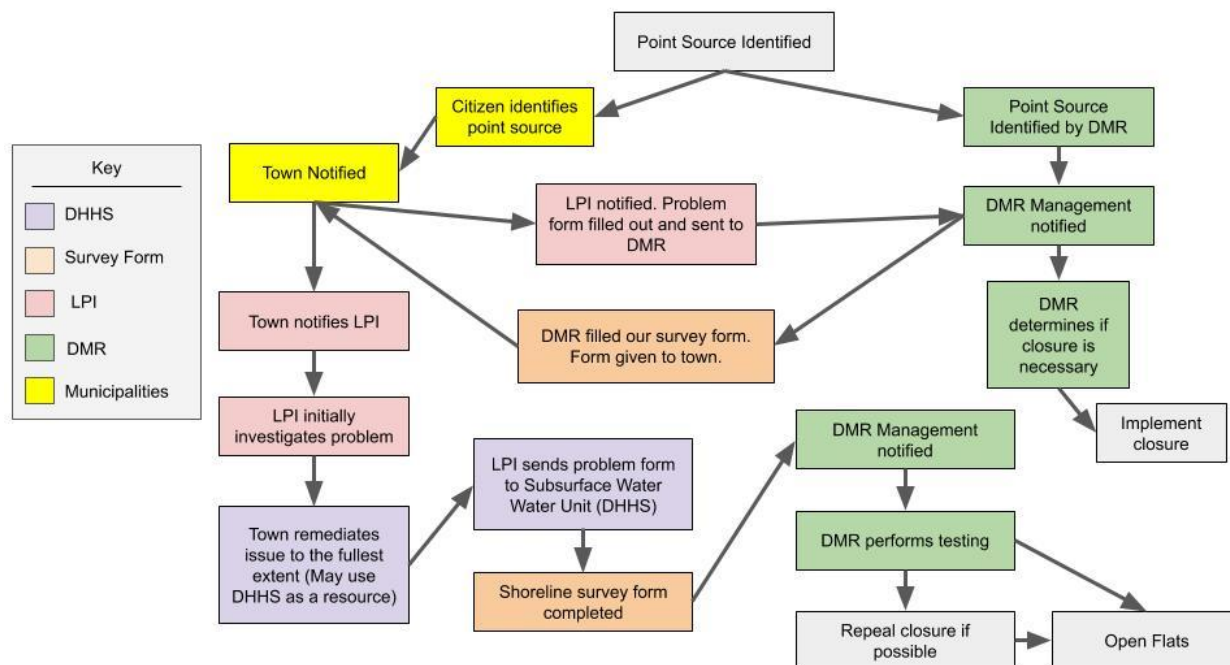 Point Source Identified
Citizen identifies
point source
Point Source
Identified by DMR
Town Notified
LPI notified. Problem
form filled out and sent to
DMR
DMR Management
notified
Key
DHHS
Survey Form
LPI
DMR
Municipalities
Town notifies LPI
DMR filled our survey form.
Form given to town.
DMR
determines if
closure is
necessary
LPI initially
investigates problem
Implement
closure
LPI sends problem form
to Subsurface Water
Water Unit (DHHS)
DMR Management
notified
Town remediates
issue to the fullest
extent (May use
DHHS as a resource)
Shoreline survey form
completed
DMR performs testing
Repeal closure if
possible
Open Flats